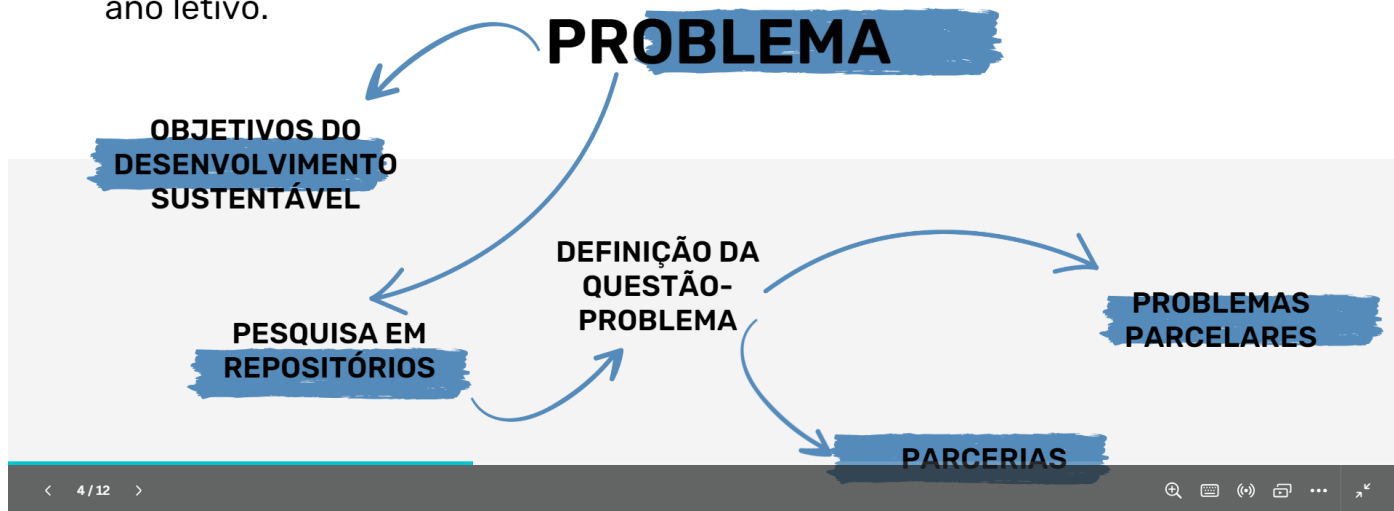 ano letivo.
PROBLEMA
OBJETIVOS DO
DESENVOLVIMENTO
SUSTENTÁVEL
DEFINIÇÃO DA
QUESTÃO-
PROBLEMA
PROBLEMAS
PARCELARES
PESQUISA EM
REPOSITÓRIOS
PARCERIAS
4 / 12